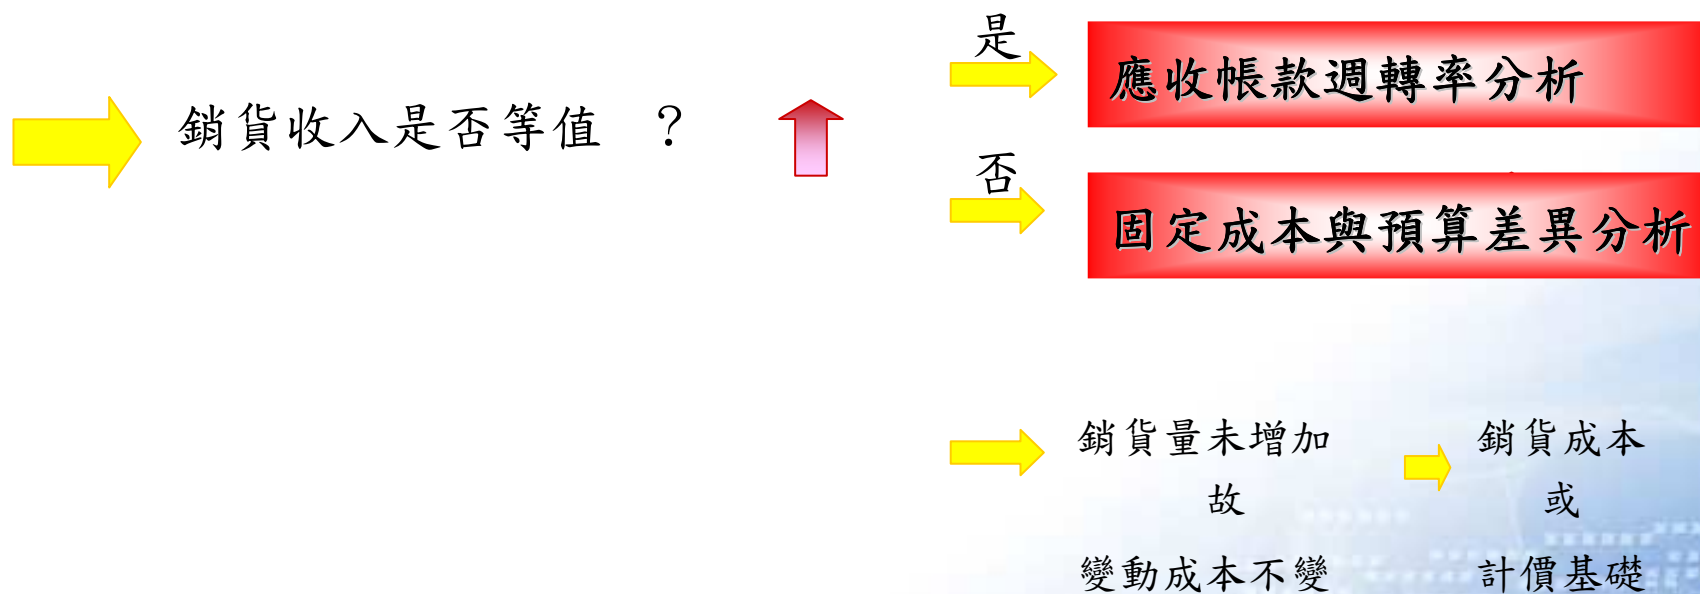 是
應收帳款週轉率分析
銷貨收入是否等值 ?
否
固定成本與預算差異分析
銷貨量未增加
故
變動成本不變
銷貨成本
或
計價基礎